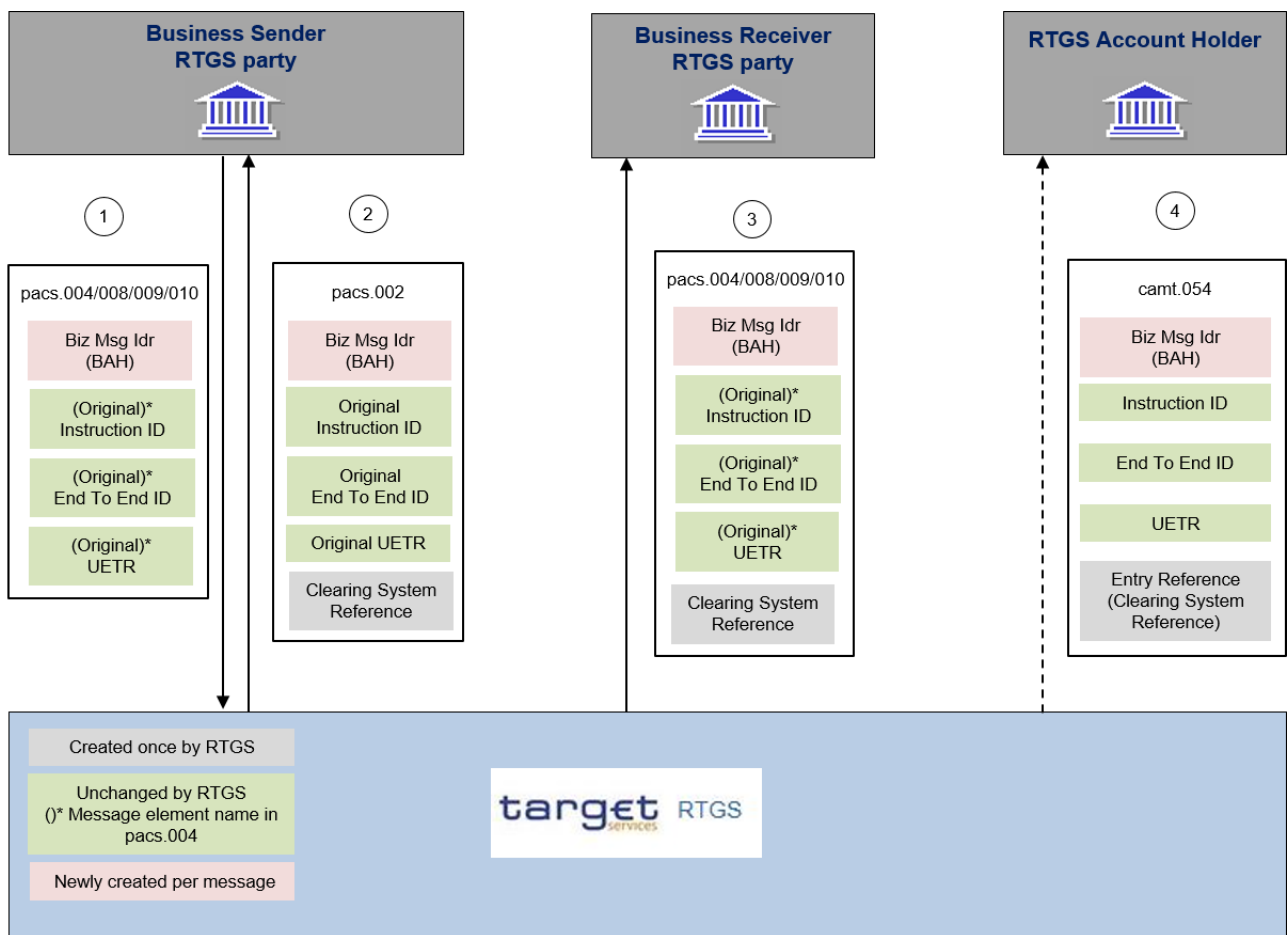 Business Sender
RTGS party
Business Receiver
RTGS party
RTGS Account Holder
1
2
3
4
pacs.004/008/009/010
Biz Msg Idr
(BAH)
(Original)*
Instruction ID
(Original)*
End To End ID
(Original)*
UETR
pacs.002
Biz Msg Idr
(BAH)
Original
Instruction ID
Original
End To End ID
Original UETR
Clearing System
Reference
pacs.004/008/009/010
Biz Msg Idr
(BAH)
(Original)*
Instruction ID
(Original)*
End To End ID
(Original)*
UETR
Clearing System
Reference
camt.054
Biz Msg Idr
(BAH)
Instruction ID
End To End ID
UETR
Entry Reference
(Clearing System
Reference)
Created once by RTGS
Unchanged by RTGS
()* Message element name in
pacs.004
Newly created per message
target RTGS
services